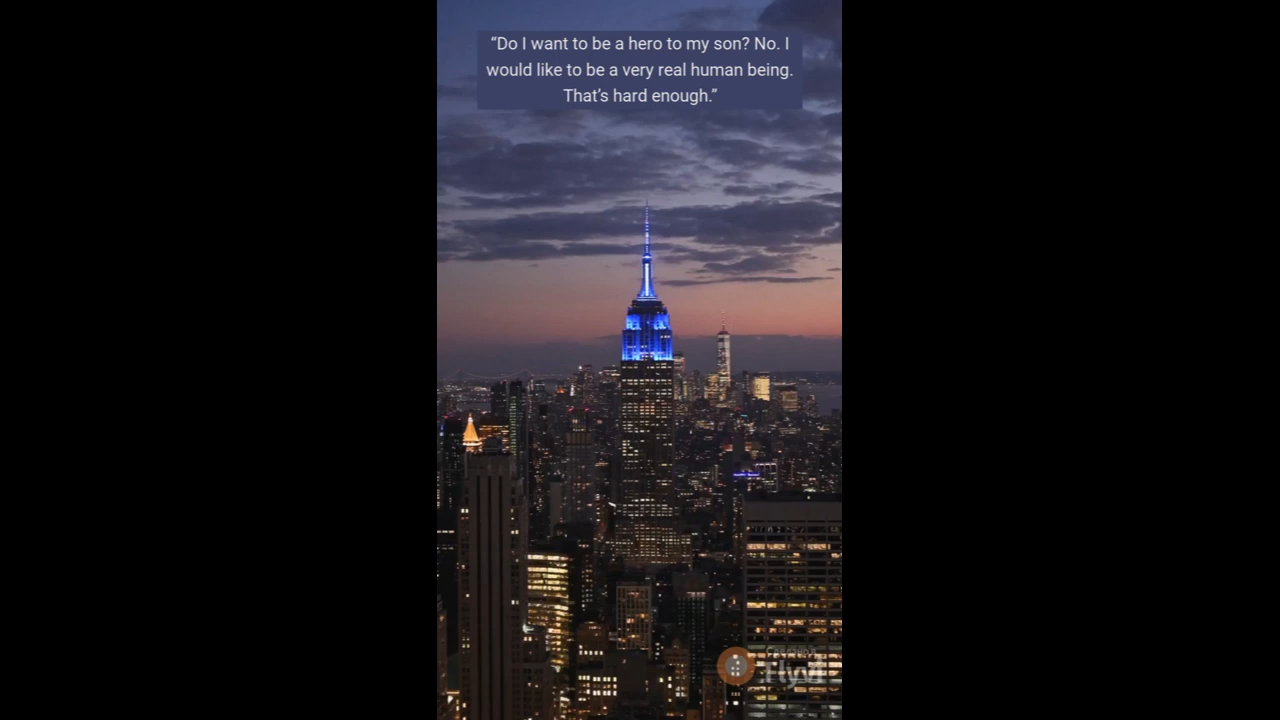 “Do I want to be a hero to my son? No. I
would like to be a very real human being.
That’s hard enough.”
Сделано в